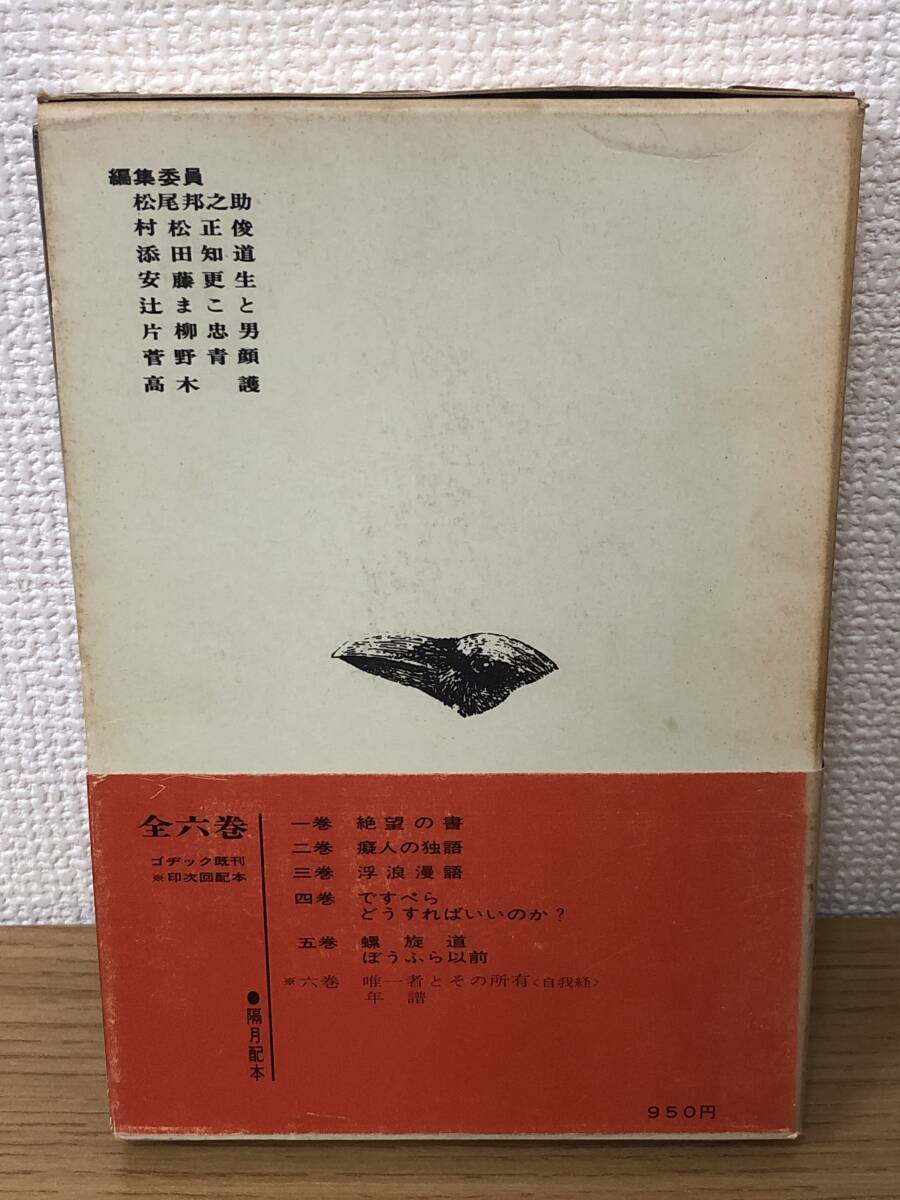 編集委員
松尾邦之助
村松正俊
添田知道
安藤更生
辻まこと
片柳忠男
菅野青顔
高木 護
全六巻
ゴヂック既刊
※印次回配本
●隔月配本
一巻 絶望の書
二巻 癡人の独語
三巻 浮浪漫語
四巻 ですぺら
どうすればいいのか？
五巻 螺旋道
ぼうふら以前
※六巻 唯一者とその所有〈自我経〉
年譜
950円